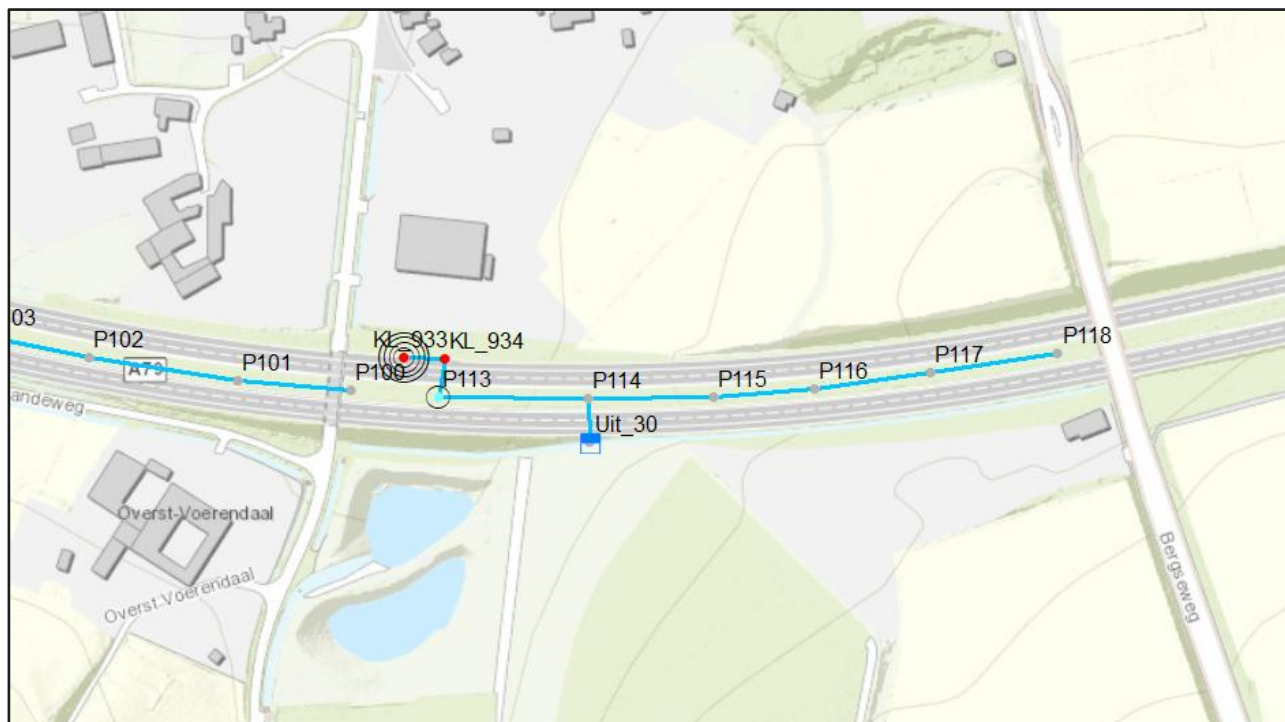 03
P102
A79
P101
P100
KL_933
KL_934
P113
P114
P115
P116
P117
P118
Uit_30
andeweg
Overst-Voerendaal
Overst-Voerendaal
Bergseweg